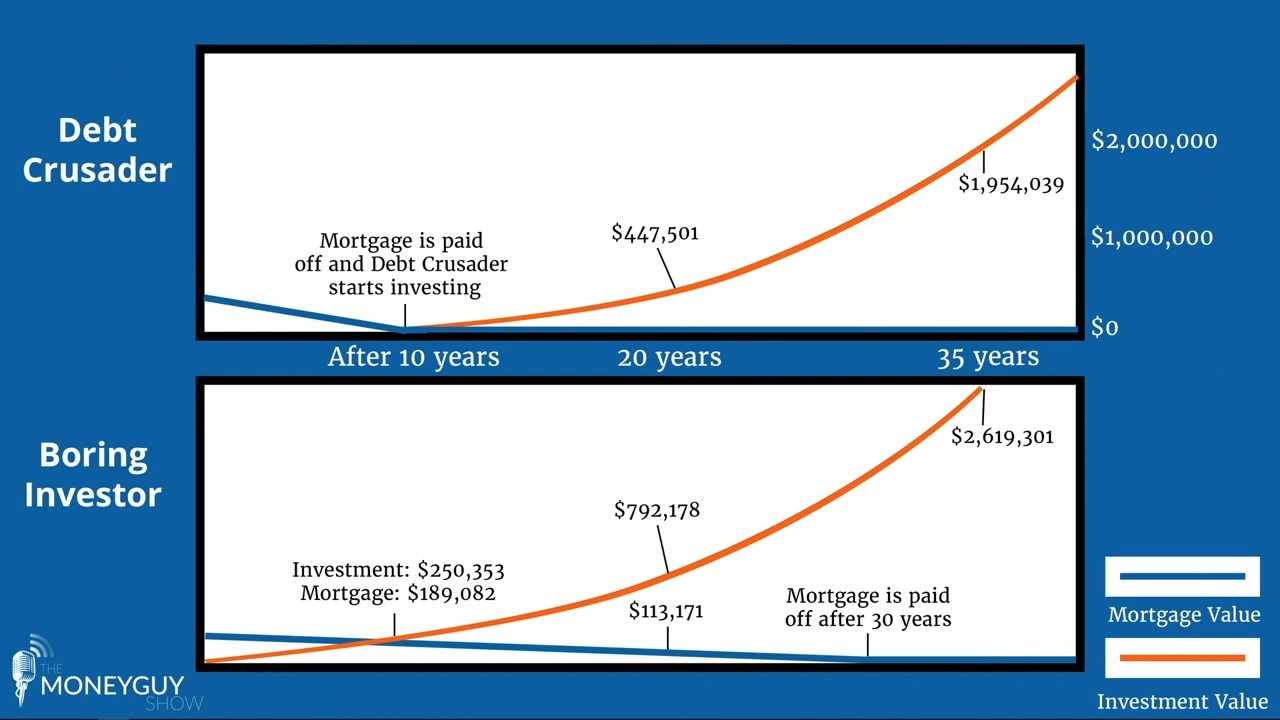 Debt
Crusader
$2,000,000
$1,954,039
Mortgage is paid
off and Debt Crusader
starts investing
$447,501
$1,000,000
$0
After 10 years
20 years
35 years
Boring
Investor
$2,619,301
$792,178
Investment: $250,353
Mortgage: $189,082
$113,171
Mortgage is paid
off after 30 years
Mortgage Value
Investment Value
THE
MONEYGUY
SHOW